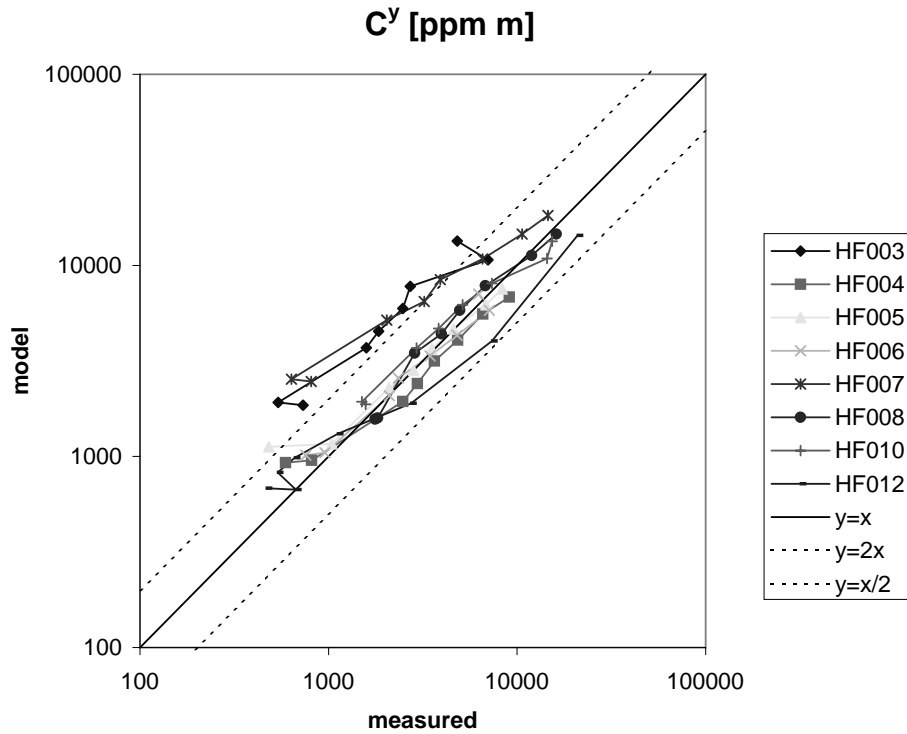 C^y [ppm m]
100000
10000
1000
100
100
1000
10000
100000
model
measured
HF003
HF004
HF005
HF006
HF007
HF008
HF010
HF012
y=x
y=2x
y=x/2